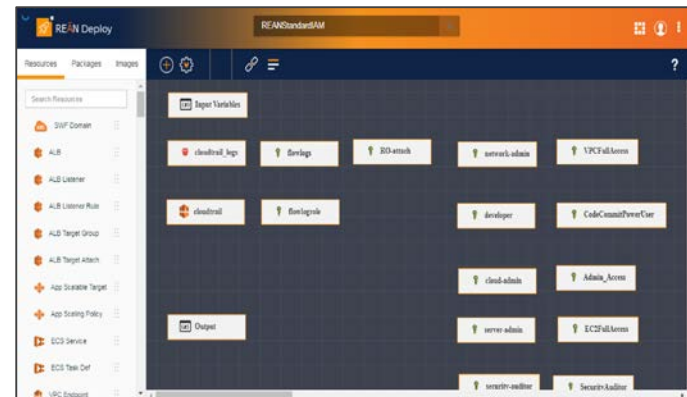 REÂN Deploy
REANStandardIAM
Resources Packages Images
?
Search Resources
SWF Domain
ALB
ALB Listener
ALB Listener Rule
ALB Target Group
ALB Target Attach
App Scalable Target
App Scaling Policy
ECS Service
ECS Task Def
VPC Endpoint
Input Variables
cloudtrail_logs
flowlogs
RO-attach
network-admin
VPCFullAccess
cloudtrail
flowlogrole
developer
CodeCommitPowerUser
cloud-admin
Admin_Access
Output
server-admin
EC2FullAccess
security-auditor
SecurityAuditor